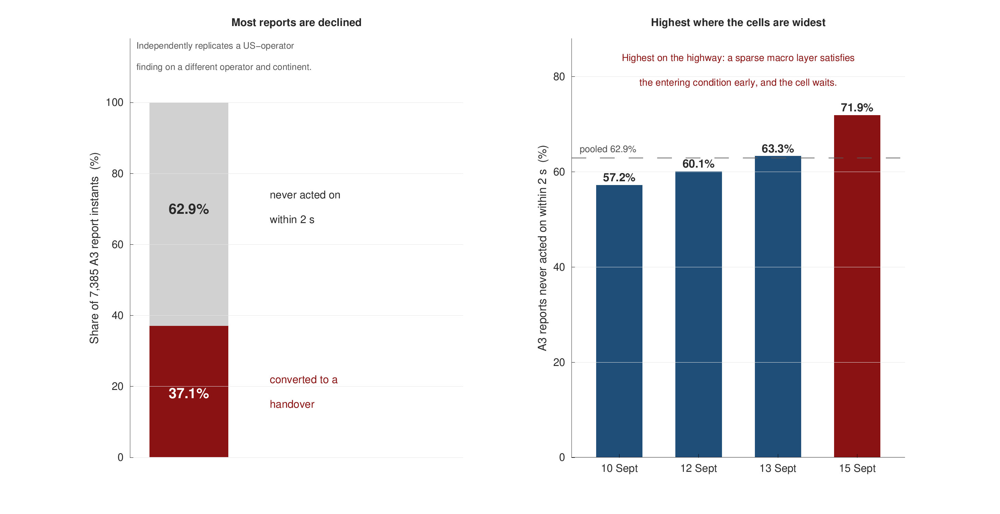 Most reports are declined
Independently replicates a US–operator
finding on a different operator and continent.
Share of 7,385 A3 report instants (%)
100
80
60
40
20
0
62.9%
never acted on
within 2 s
37.1%
converted to a
handover
Highest where the cells are widest
Highest on the highway: a sparse macro layer satisfies
the entering condition early, and the cell waits.
A3 reports never acted on within 2 s (%)
80
60
40
20
0
pooled 62.9%
57.2%
60.1%
63.3%
71.9%
10 Sept
12 Sept
13 Sept
15 Sept